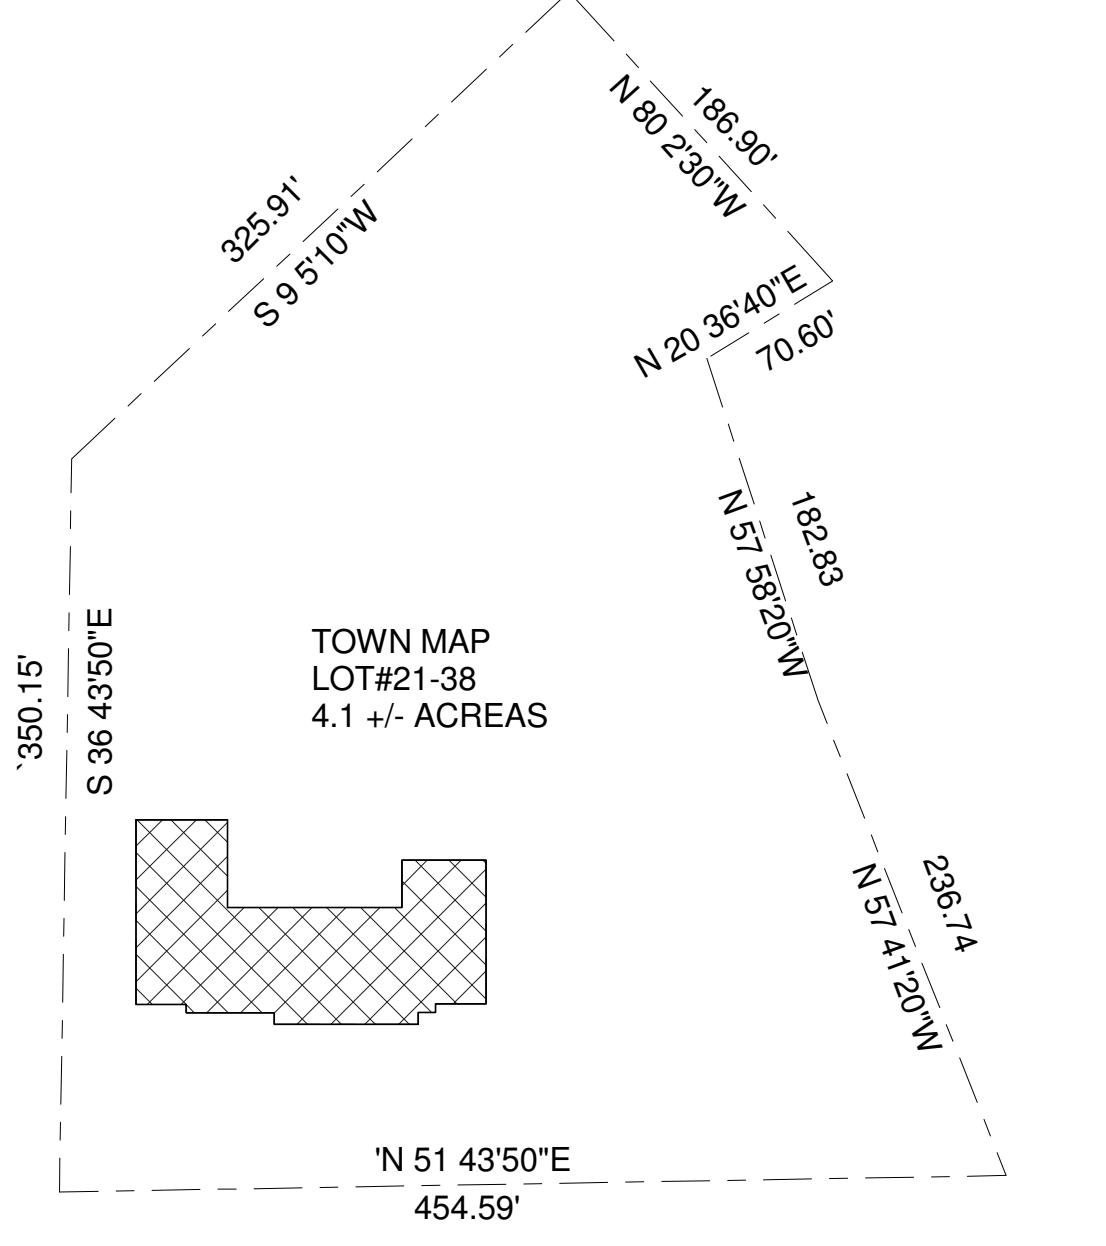 186.90'
N 80 2'30"W
325.91'
S 9 5'10"W
N 20 36'40"E
70.60'
182.83
N 57 58'20"W
`350.15'
S 36 43'50"E
TOWN MAP
LOT#21-38
4.1 +/- ACREAS
236.74
N 57 41'20"W
'N 51 43'50"E
454.59'